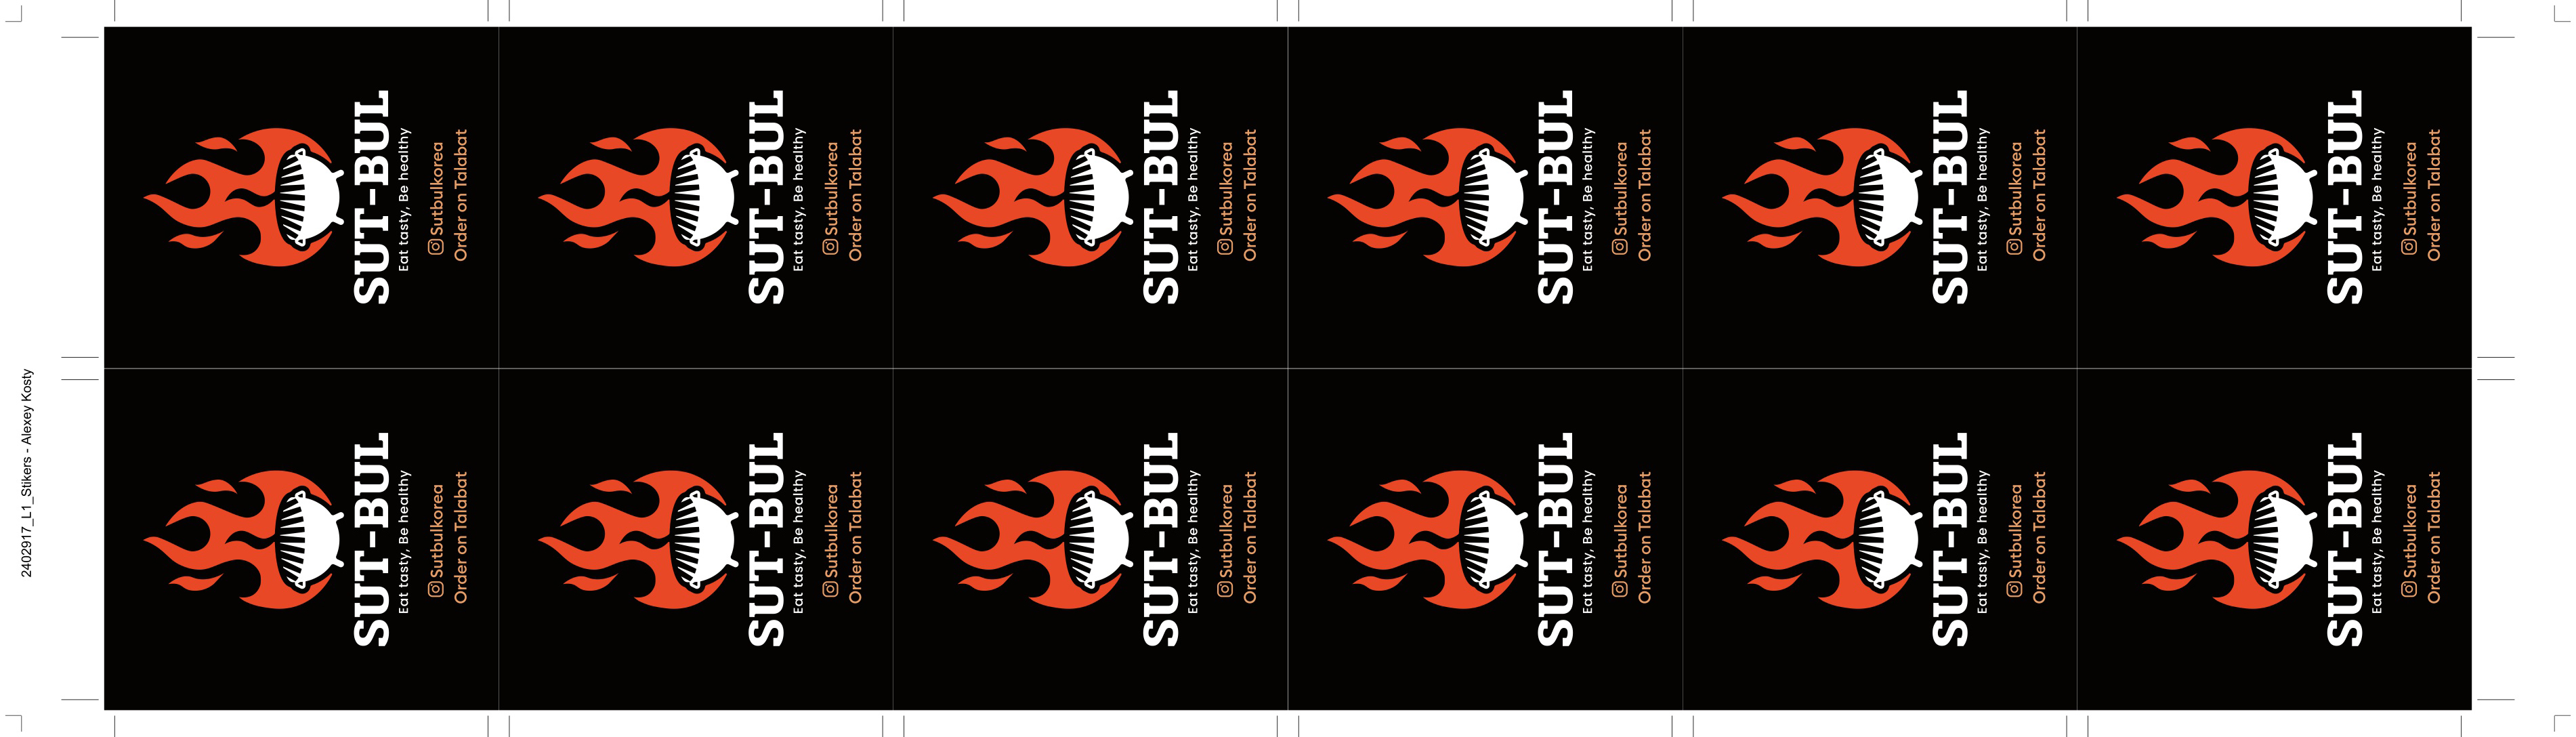 2402917_L1_Stikers - Alexey Kosty
SUT-BUL
Eat tasty, Be healthy
Sutbulkorea
Order on Talabat
SUT-BUL
Eat tasty, Be healthy
Sutbulkorea
Order on Talabat
SUT-BUL
Eat tasty, Be healthy
Sutbulkorea
Order on Talabat
SUT-BUL
Eat tasty, Be healthy
Sutbulkorea
Order on Talabat
SUT-BUL
Eat tasty, Be healthy
Sutbulkorea
Order on Talabat
SUT-BUL
Eat tasty, Be healthy
Sutbulkorea
Order on Talabat
SUT-BUL
Eat tasty, Be healthy
Sutbulkorea
Order on Talabat
SUT-BUL
Eat tasty, Be healthy
Sutbulkorea
Order on Talabat
SUT-BUL
Eat tasty, Be healthy
Sutbulkorea
Order on Talabat
SUT-BUL
Eat tasty, Be healthy
Sutbulkorea
Order on Talabat
SUT-BUL
Eat tasty, Be healthy
Sutbulkorea
Order on Talabat
SUT-BUL
Eat tasty, Be healthy
Sutbulkorea
Order on Talabat